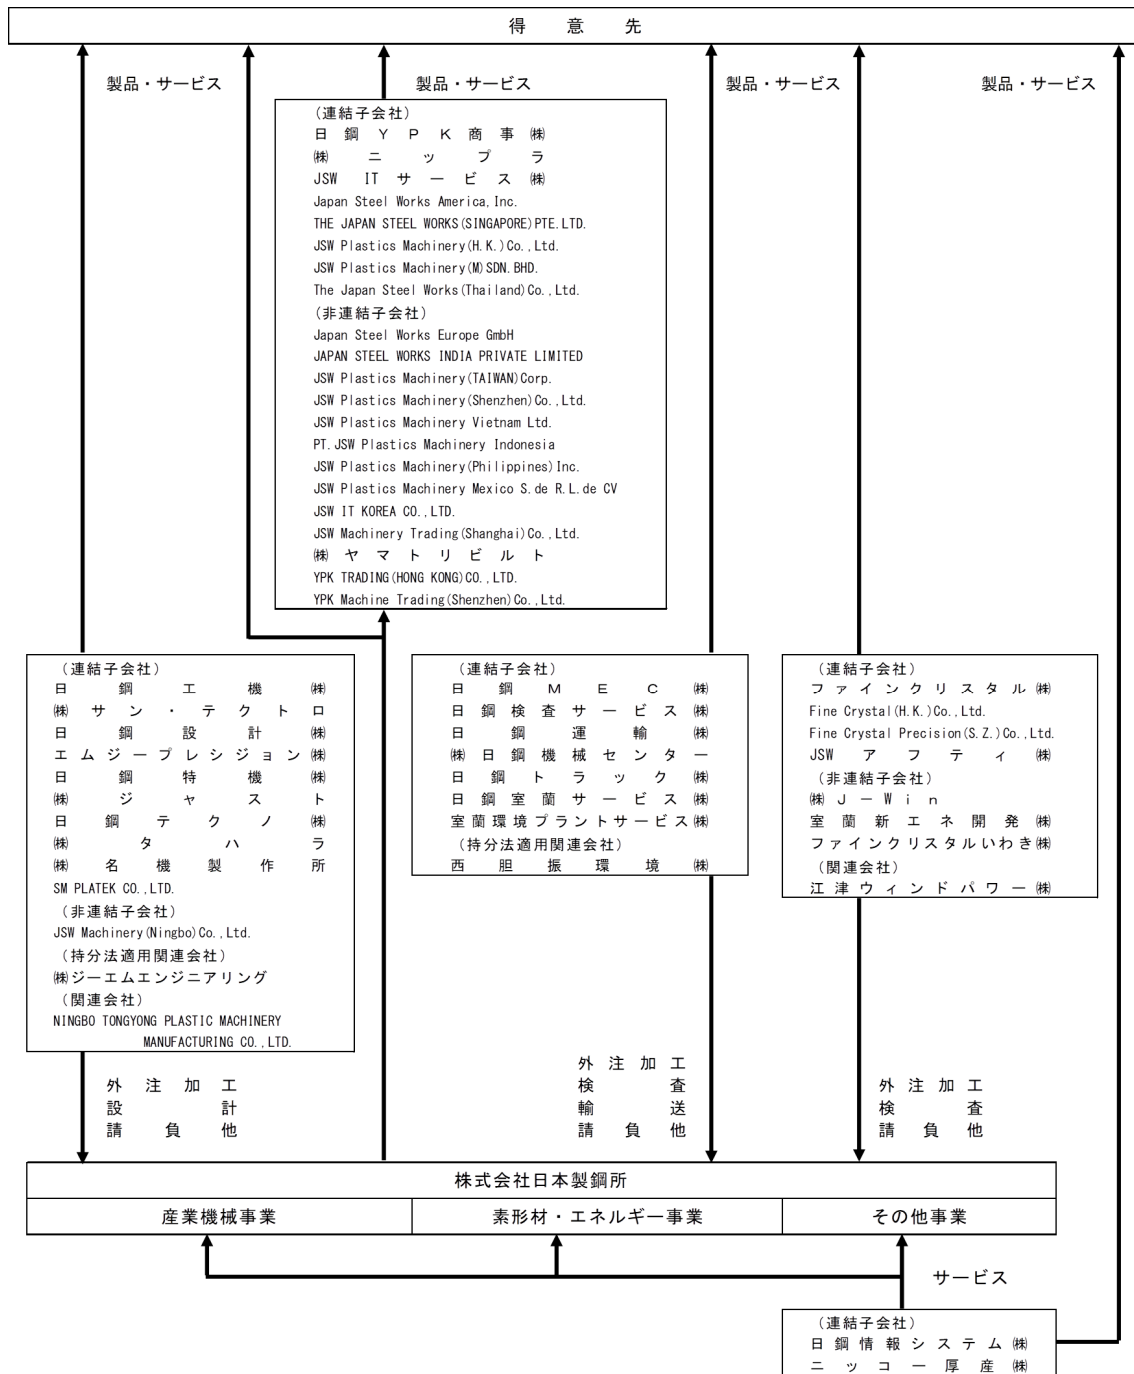 得意先
製品・サービス
製品・サービス
製品・サービス
製品・サービス
（連結子会社）
日鋼ＹＰＫ商事㈱
㈱ニップラ
JSW ITサービス㈱
Japan Steel Works America,Inc.
THE JAPAN STEEL WORKS(SINGAPORE)PTE.LTD.
JSW Plastics Machinery(H.K.)Co.,Ltd.
JSW Plastics Machinery(M)SDN.BHD.
The Japan Steel Works(Thailand)Co.,Ltd.
（非連結子会社）
Japan Steel Works Europe GmbH
JAPAN STEEL WORKS INDIA PRIVATE LIMITED
JSW Plastics Machinery(TAIWAN)Corp.
JSW Plastics Machinery(Shenzhen)Co.,Ltd.
JSW Plastics Machinery Vietnam Ltd.
PT.JSW Plastics Machinery Indonesia
JSW Plastics Machinery(Philippines)Inc.
JSW Plastics Machinery Mexico S.de R.L.de CV
JSW IT KOREA CO.,LTD.
JSW Machinery Trading(Shanghai)Co.,Ltd.
㈱ヤマトリビルト
YPK TRADING(HONG KONG)CO.,LTD.
YPK Machine Trading(Shenzhen)Co.,Ltd.
（連結子会社）
日鋼工機㈱
㈱サン・テクトロ
日鋼設計㈱
エムジープレシジョン㈱
日鋼特機㈱
㈱ジャスト
日鋼テクノ㈱
㈱タハラ
㈱名機製作所
SM PLATEK CO.,LTD.
（非連結子会社）
JSW Machinery(Ningbo)Co.,Ltd.
（持分法適用関連会社）
㈱ジーエムエンジニアリング
（関連会社）
NINGBO TONGYONG PLASTIC MACHINERY
MANUFACTURING CO.,LTD.
（連結子会社）
日鋼ＭＥＣ㈱
日鋼検査サービス㈱
日鋼運輸㈱
㈱日鋼機械センター
日鋼トラック㈱
日鋼室蘭サービス㈱
室蘭環境プラントサービス㈱
（持分法適用関連会社）
西胆振環境㈱
（連結子会社）
ファインクリスタル㈱
Fine Crystal(H.K.)Co.,Ltd.
Fine Crystal Precision(S.Z.)Co.,Ltd.
JSWアフティ㈱
（非連結子会社）
㈱Ｊ－Ｗｉｎ
室蘭新エネ開発㈱
ファインクリスタルいわき㈱
（関連会社）
江津ウィンドパワー㈱
外注加工
設計
請負他
外注加工
検査
輸送
請負他
外注加工
検査
請負他
株式会社日本製鋼所
産業機械事業
素形材・エネルギー事業
その他事業
サービス
（連結子会社）
日鋼情報システム㈱
ニッコー厚産㈱